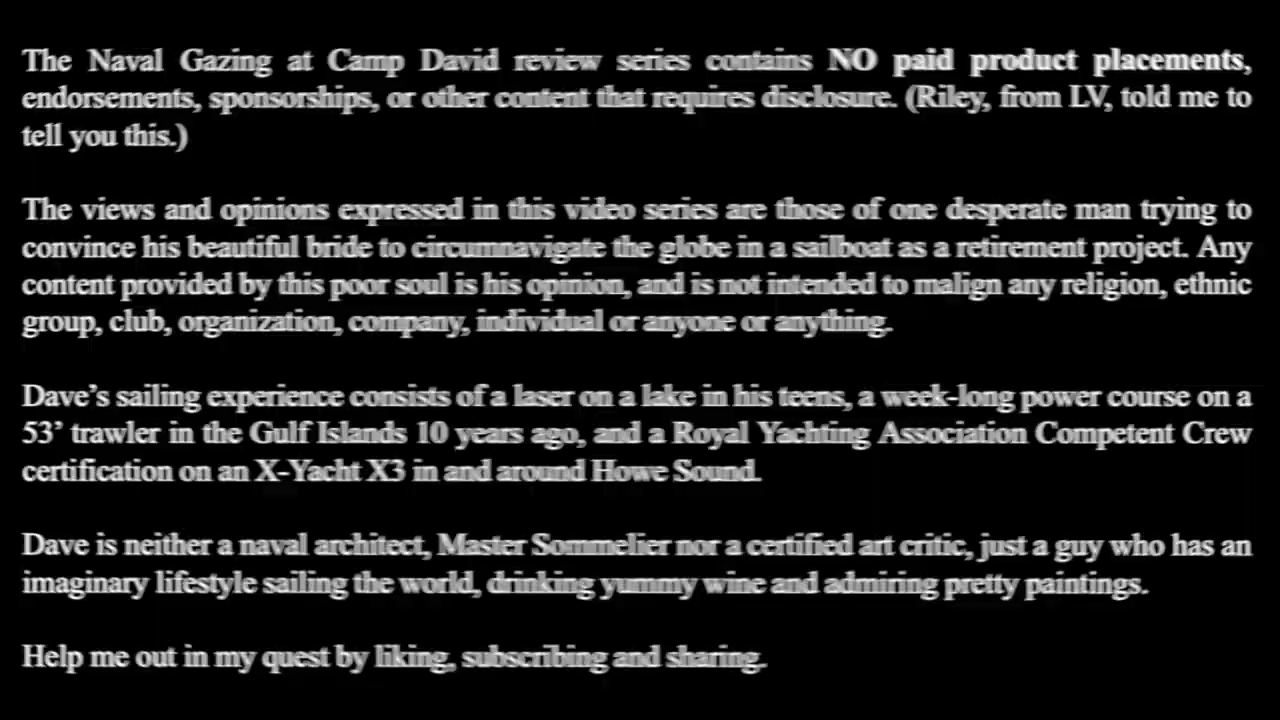 The Naval Gazing at Camp David review series contains NO paid product placements,
endorsements, sponsorships, or other content that requires disclosure. (Riley, from LV, told me to
tell you this.)
The views and opinions expressed in this video series are those of one desperate man trying to
convince his beautiful bride to circumnavigate the globe in a sailboat as a retirement project. Any
content provided by this poor soul is his opinion, and is not intended to malign any religion, ethnic
group, club, organization, company, individual or anyone or anything.
Dave’s sailing experience consists of a laser on a lake in his teens, a week-long power course on a
53’ trawler in the Gulf Islands 10 years ago, and a Royal Yachting Association Competent Crew
certification on an X-Yacht X3 in and around Howe Sound.
Dave is neither a naval architect, Master Sommelier nor a certified art critic, just a guy who has an
imaginary lifestyle sailing the world, drinking yummy wine and admiring pretty paintings.
Help me out in my quest by liking, subscribing and sharing.